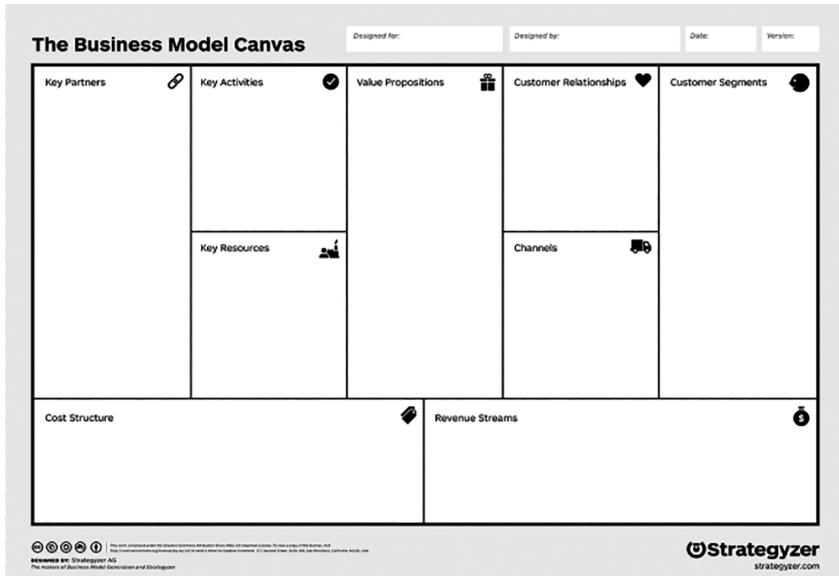 The Business Model Canvas
Designed for:
Designed by:
Date:
Version:
Key Partners
Key Activities
Value Propositions
Customer Relationships
Customer Segments
Key Resources
Channels
Cost Structure
Revenue Streams
DESIGNED BY: Strategyzer AG
The makers of Business Model Generation and Strategyzer
Strategyzer
strategyzer.com